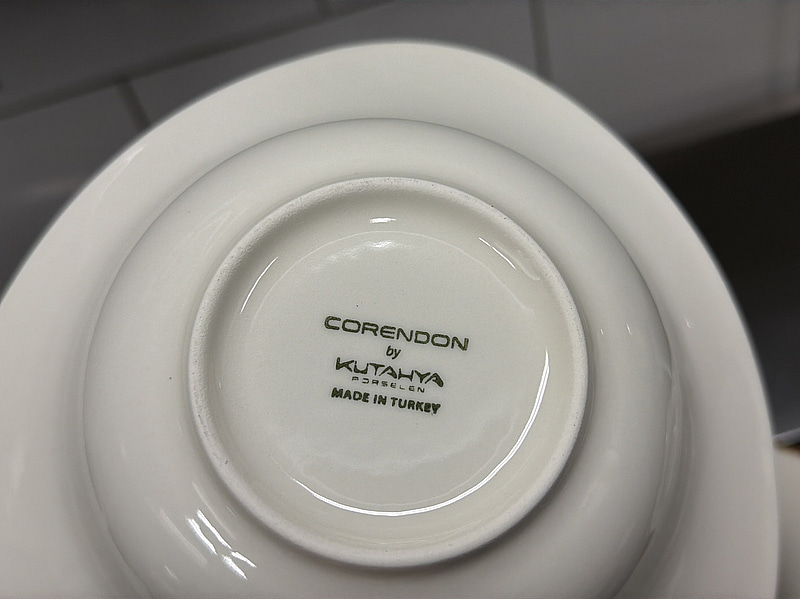 CORENDON
by
KUTAHYA
PORSELEN
MADE IN TURKEY